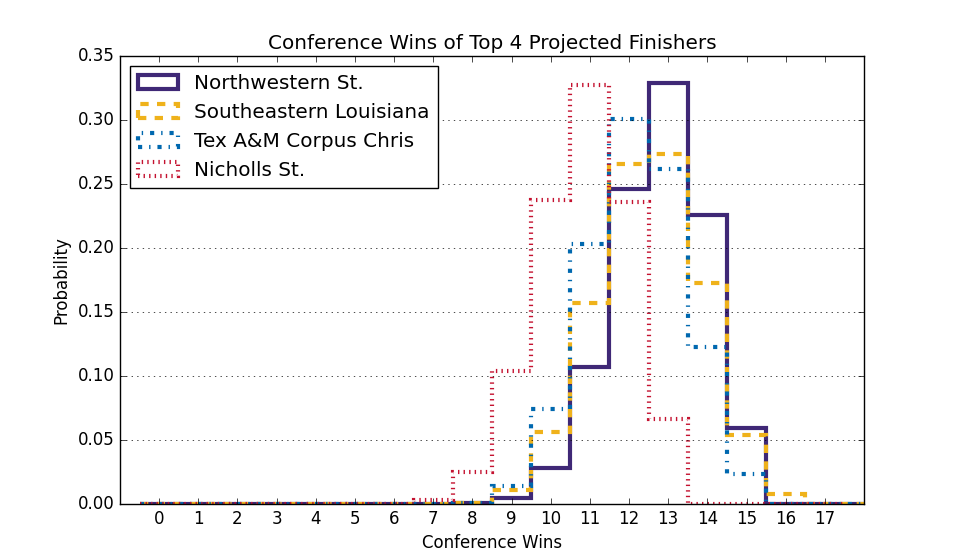 Conference Wins of Top 4 Projected Finishers
0.35
0.30
0.25
0.20
0.15
0.10
0.05
0.00
Probability
Northwestern St.
Southeastern Louisiana
Tex A&M Corpus Chris
Nicholls St.
0 1 2 3 4 5 6 7 8 9 10 11 12 13 14 15 16 17
Conference Wins